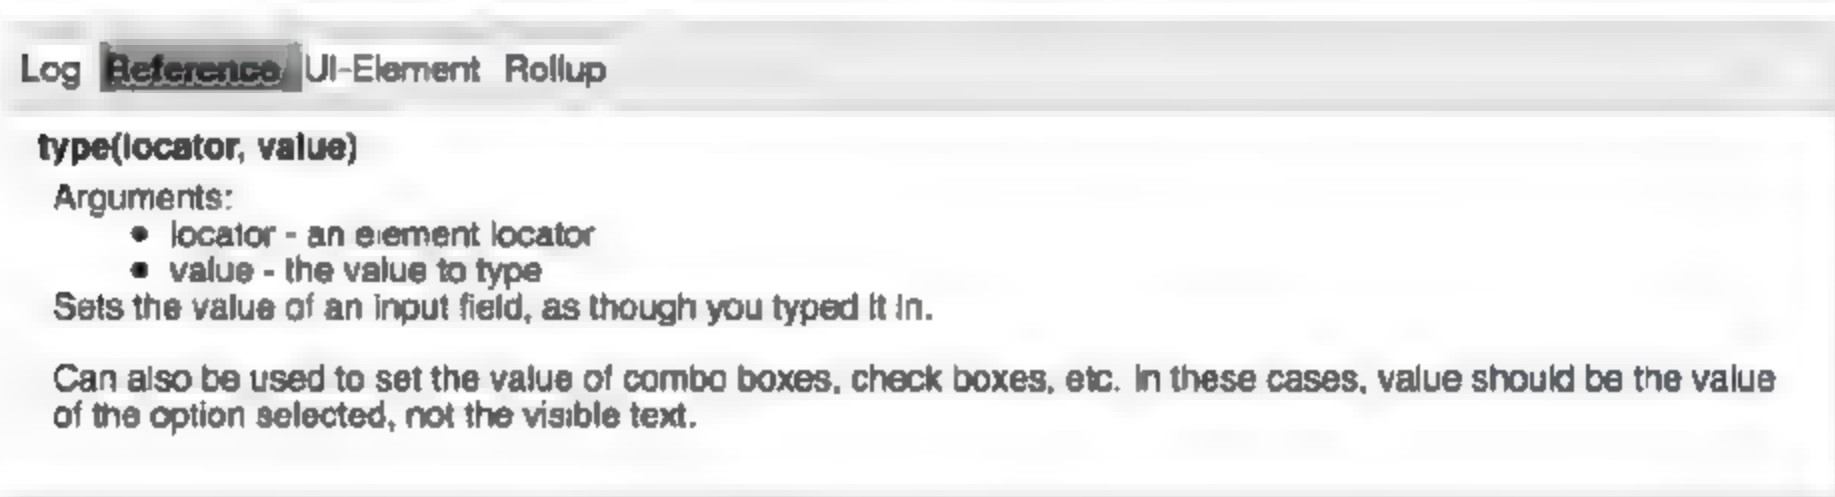 Log Reference UI-Element Rollup
type(locator, value)
Arguments:
• locator - an element locator
• value - the value to type
Sets the value of an input field, as though you typed it in.
Can also be used to set the value of combo boxes, check boxes, etc. In these cases, value should be the value
of the option selected, not the visible text.